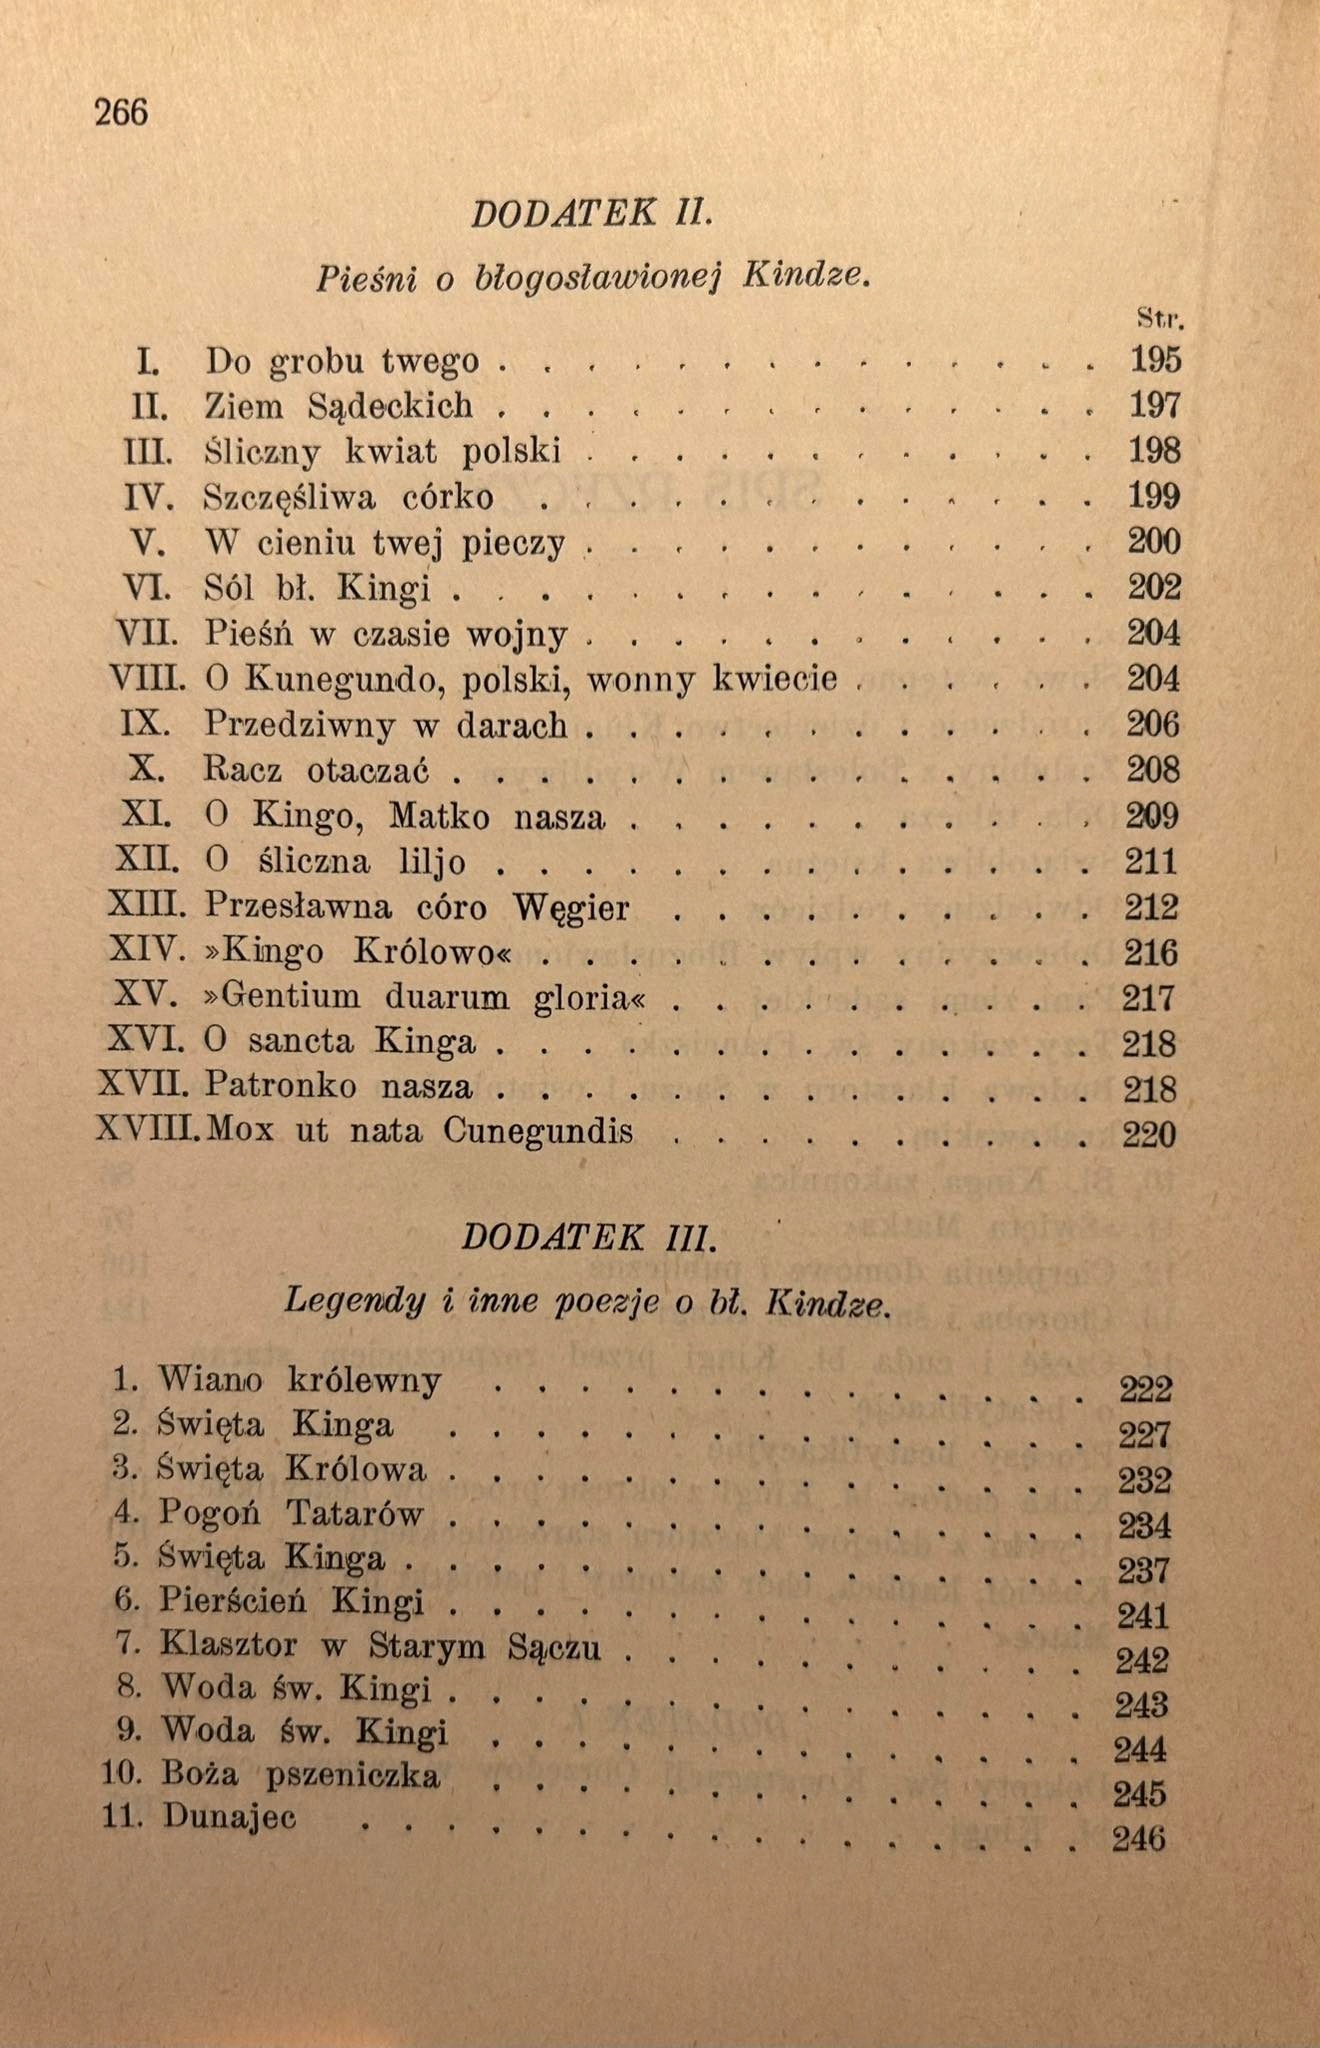 266
DODATEK II.
Pieśni o błogosławionej Kindze.
Str.
I. Do grobu twego . . . . . . . . . . . . . . 195
II. Ziem Sądeckich . . . . . . . . . . . . . . 197
III. Śliczny kwiat polski . . . . . . . . . . . . 198
IV. Szczęśliwa córko . . . . . . . . . . . . . 199
V. W cieniu twej pieczy . . . . . . . . . . . . 200
VI. Sól bł. Kingi . . . . . . . . . . . . . . . 202
VII. Pieśń w czasie wojny . . . . . . . . . . . . 204
VIII. O Kunegundo, polski, wonny kwiecie . . . . . . 204
IX. Przedziwny w darach . . . . . . . . . . . . 206
X. Racz otaczać . . . . . . . . . . . . . . . 208
XI. O Kingo, Matko nasza . . . . . . . . . . . 209
XII. O śliczna liljo . . . . . . . . . . . . . . 211
XIII. Przesławna córo Węgier . . . . . . . . . . 212
XIV. »Kingo Królowo« . . . . . . . . . . . . . 216
XV. »Gentium duarum gloria« . . . . . . . . . . 217
XVI. O sancta Kinga . . . . . . . . . . . . . . 218
XVII. Patronko nasza . . . . . . . . . . . . . . 218
XVIII. Mox ut nata Cunegundis . . . . . . . . . . 220
DODATEK III.
Legendy i inne poezje o bł. Kindze.
1. Wiano królewny . . . . . . . . . . . . . . 222
2. Święta Kinga . . . . . . . . . . . . . . . 227
3. Święta Królowa . . . . . . . . . . . . . . . 232
4. Pogoń Tatarów . . . . . . . . . . . . . . . 234
5. Święta Kinga . . . . . . . . . . . . . . . . 237
6. Pierścień Kingi . . . . . . . . . . . . . . . 241
7. Klasztor w Starym Sączu . . . . . . . . . . . 242
8. Woda św. Kingi . . . . . . . . . . . . . . . 243
9. Woda św. Kingi . . . . . . . . . . . . . . 244
10. Boża pszeniczka . . . . . . . . . . . . . . 245
11. Dunajec . . . . . . . . . . . . . . . . . 246